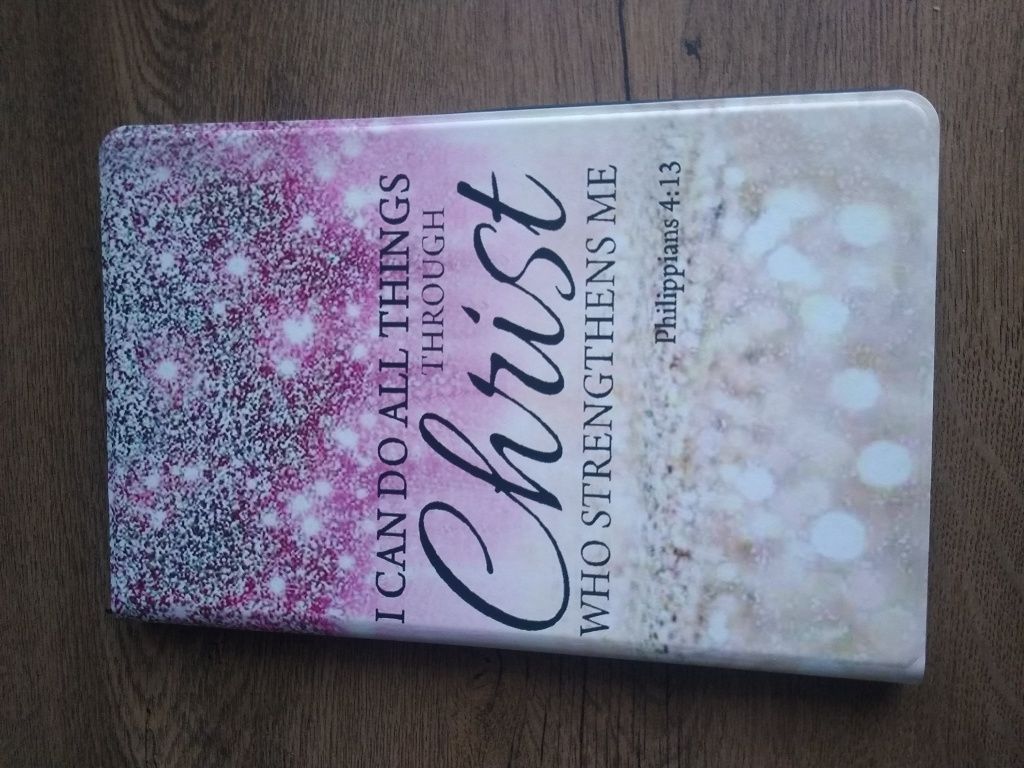 I CAN DO ALL THINGS
THROUGH
Christ
WHO STRENGTHENS ME
Philippians 4:13